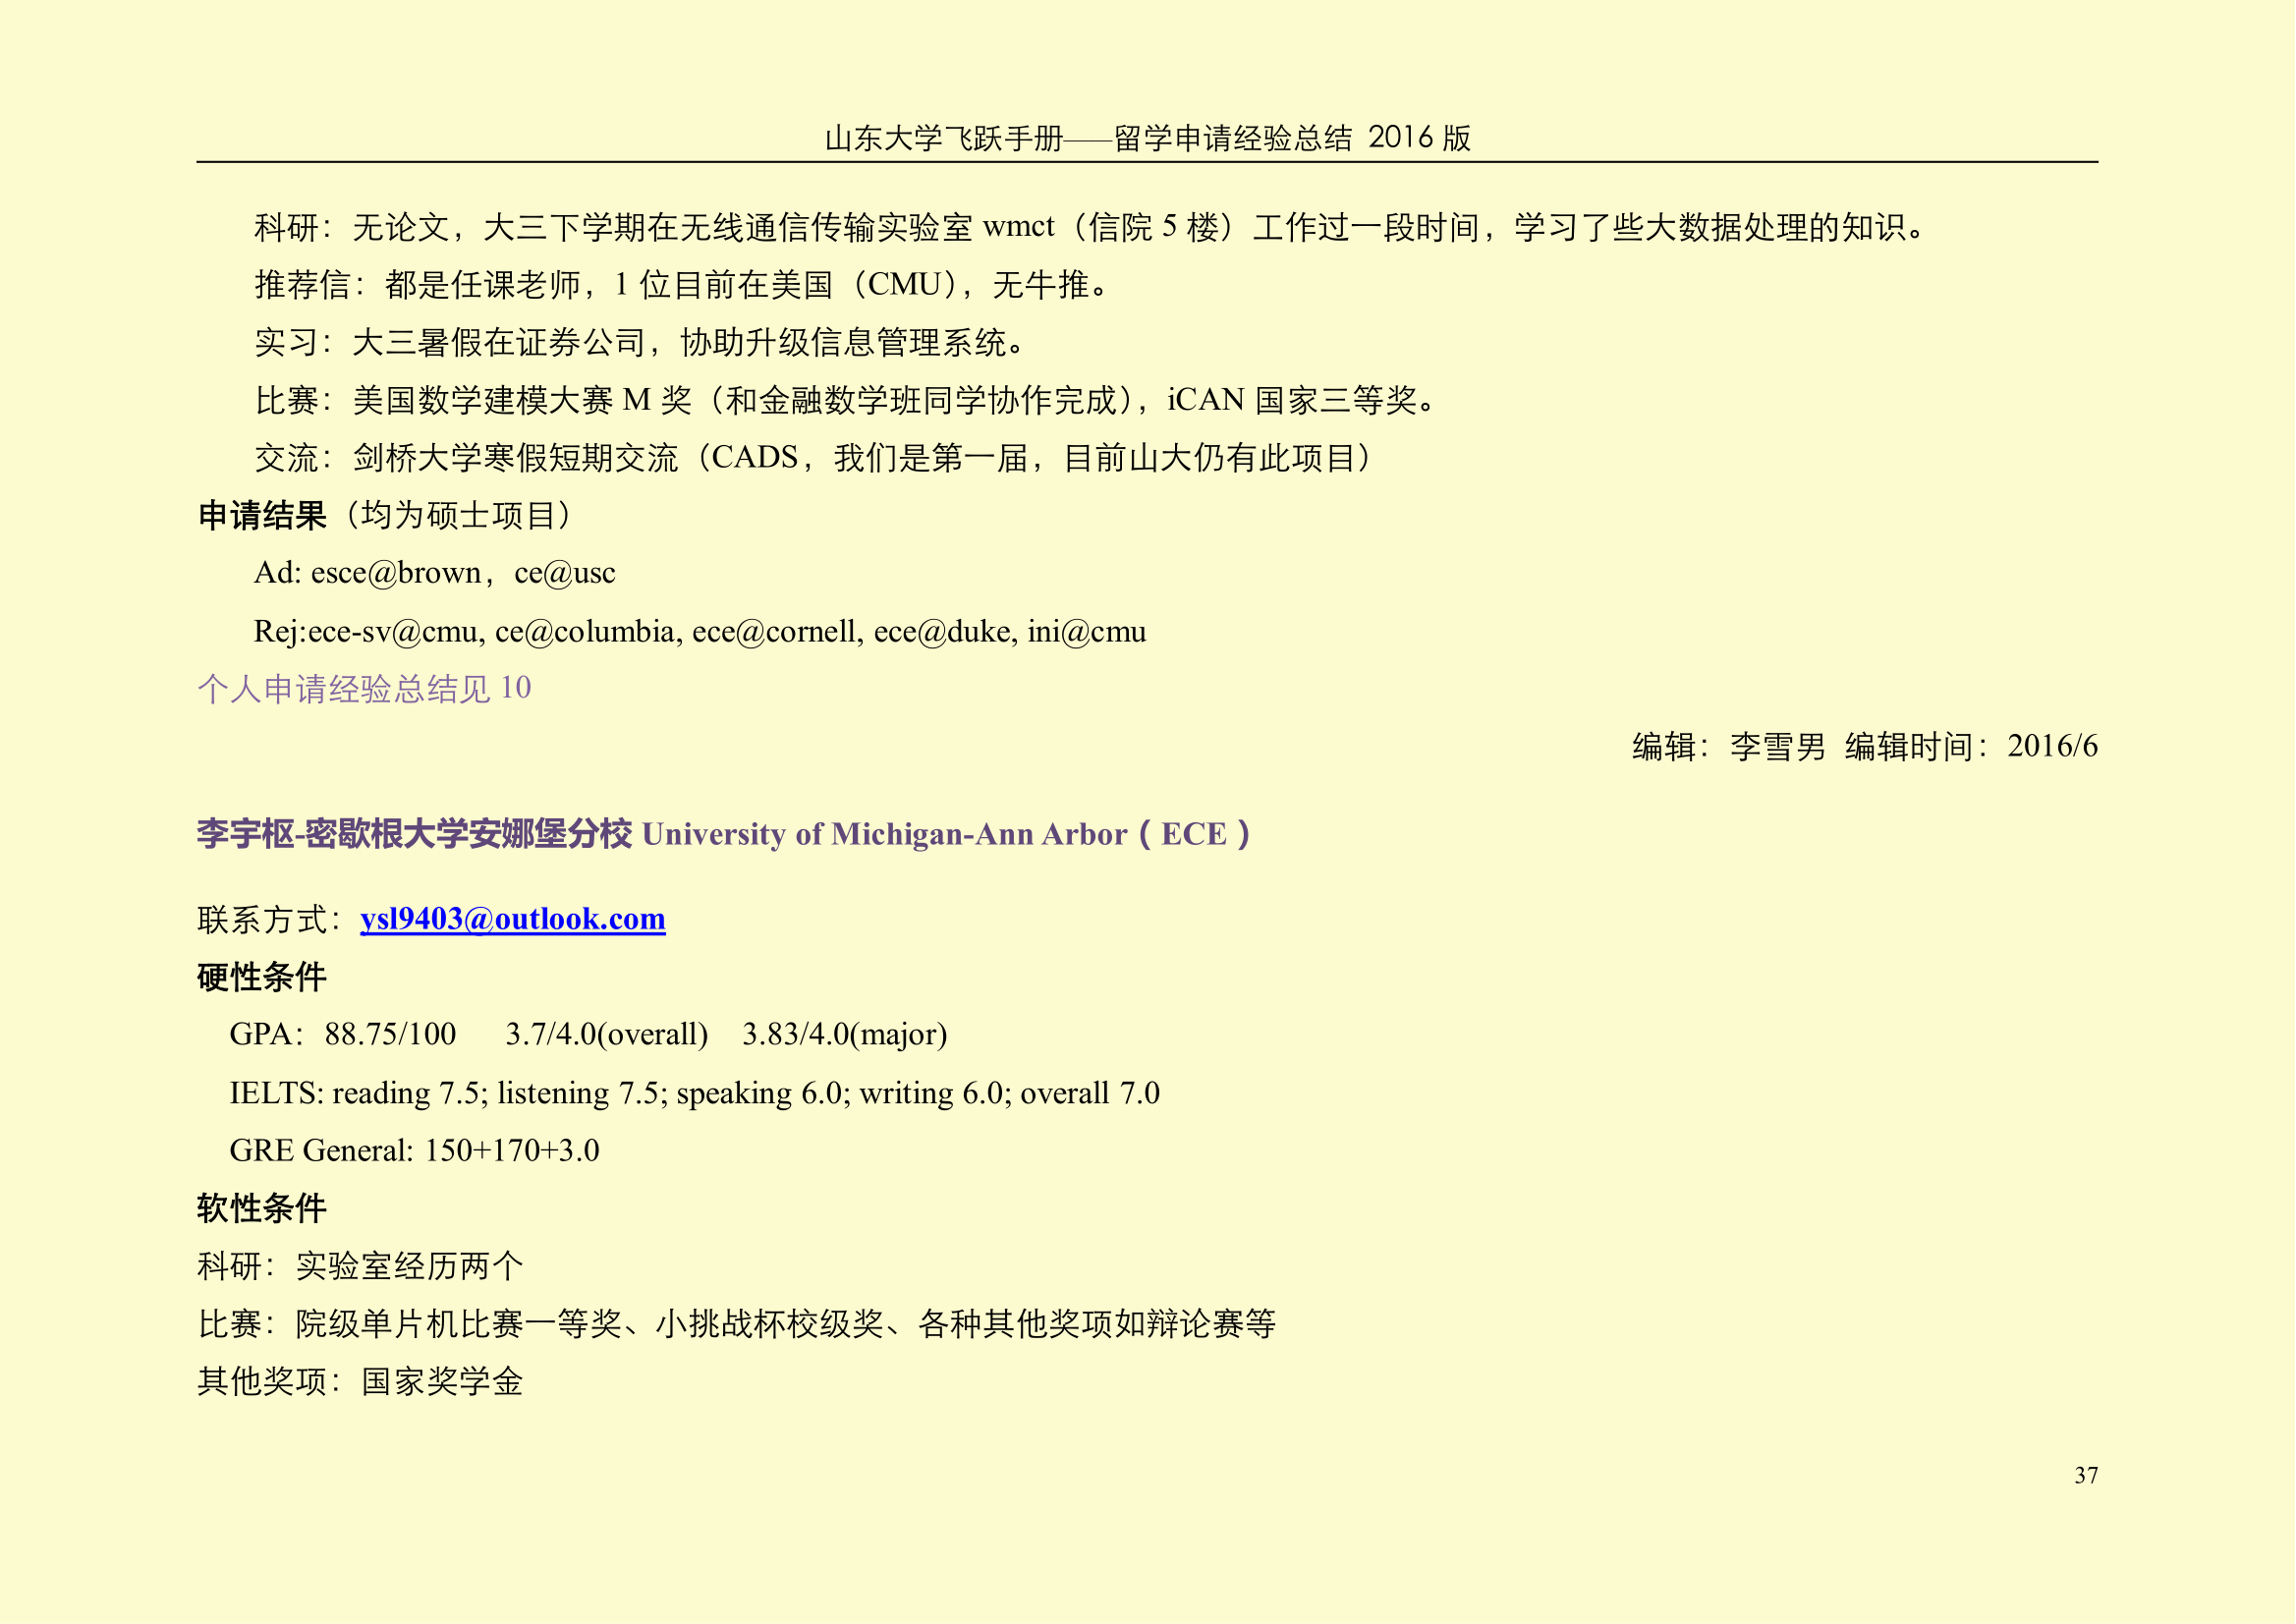 山东大学飞跃手册——留学申请经验总结 2016 版
科研：无论文，大三下学期在无线通信传输实验室 wmct（信院 5 楼）工作过一段时间，学习了些大数据处理的知识。
推荐信：都是任课老师，1 位目前在美国（CMU），无牛推。
实习：大三暑假在证券公司，协助升级信息管理系统。
比赛：美国数学建模大赛 M 奖（和金融数学班同学协作完成），iCAN 国家三等奖。
交流：剑桥大学寒假短期交流（CADS，我们是第一届，目前山大仍有此项目）
申请结果（均为硕士项目）
Ad: esce@brown，ce@usc
Rej:ece-sv@cmu, ce@columbia, ece@cornell, ece@duke, ini@cmu
个人申请经验总结见 10
编辑：李雪男 编辑时间：2016/6
李宇枢-密歇根大学安娜堡分校 University of Michigan-Ann Arbor（ECE）
联系方式：ysl9403@outlook.com
硬性条件
GPA：88.75/100 3.7/4.0(overall) 3.83/4.0(major)
IELTS: reading 7.5; listening 7.5; speaking 6.0; writing 6.0; overall 7.0
GRE General: 150+170+3.0
软性条件
科研：实验室经历两个
比赛：院级单片机比赛一等奖、小挑战杯校级奖、各种其他奖项如辩论赛等
其他奖项：国家奖学金
37